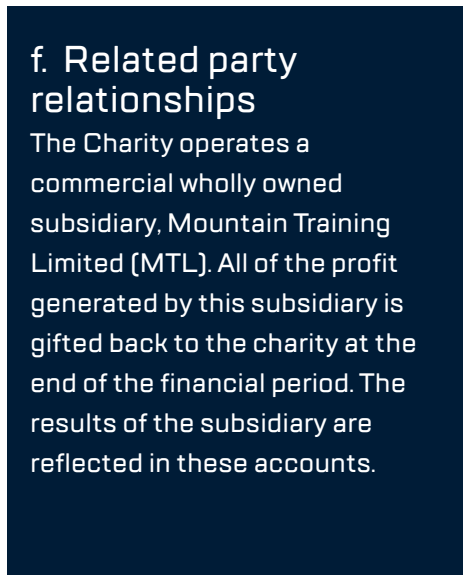 f. Related party
relationships
The Charity operates a
commercial wholly owned
subsidiary, Mountain Training
Limited (MTL). All of the profit
generated by this subsidiary is
gifted back to the charity at the
end of the financial period. The
results of the subsidiary are
reflected in these accounts.